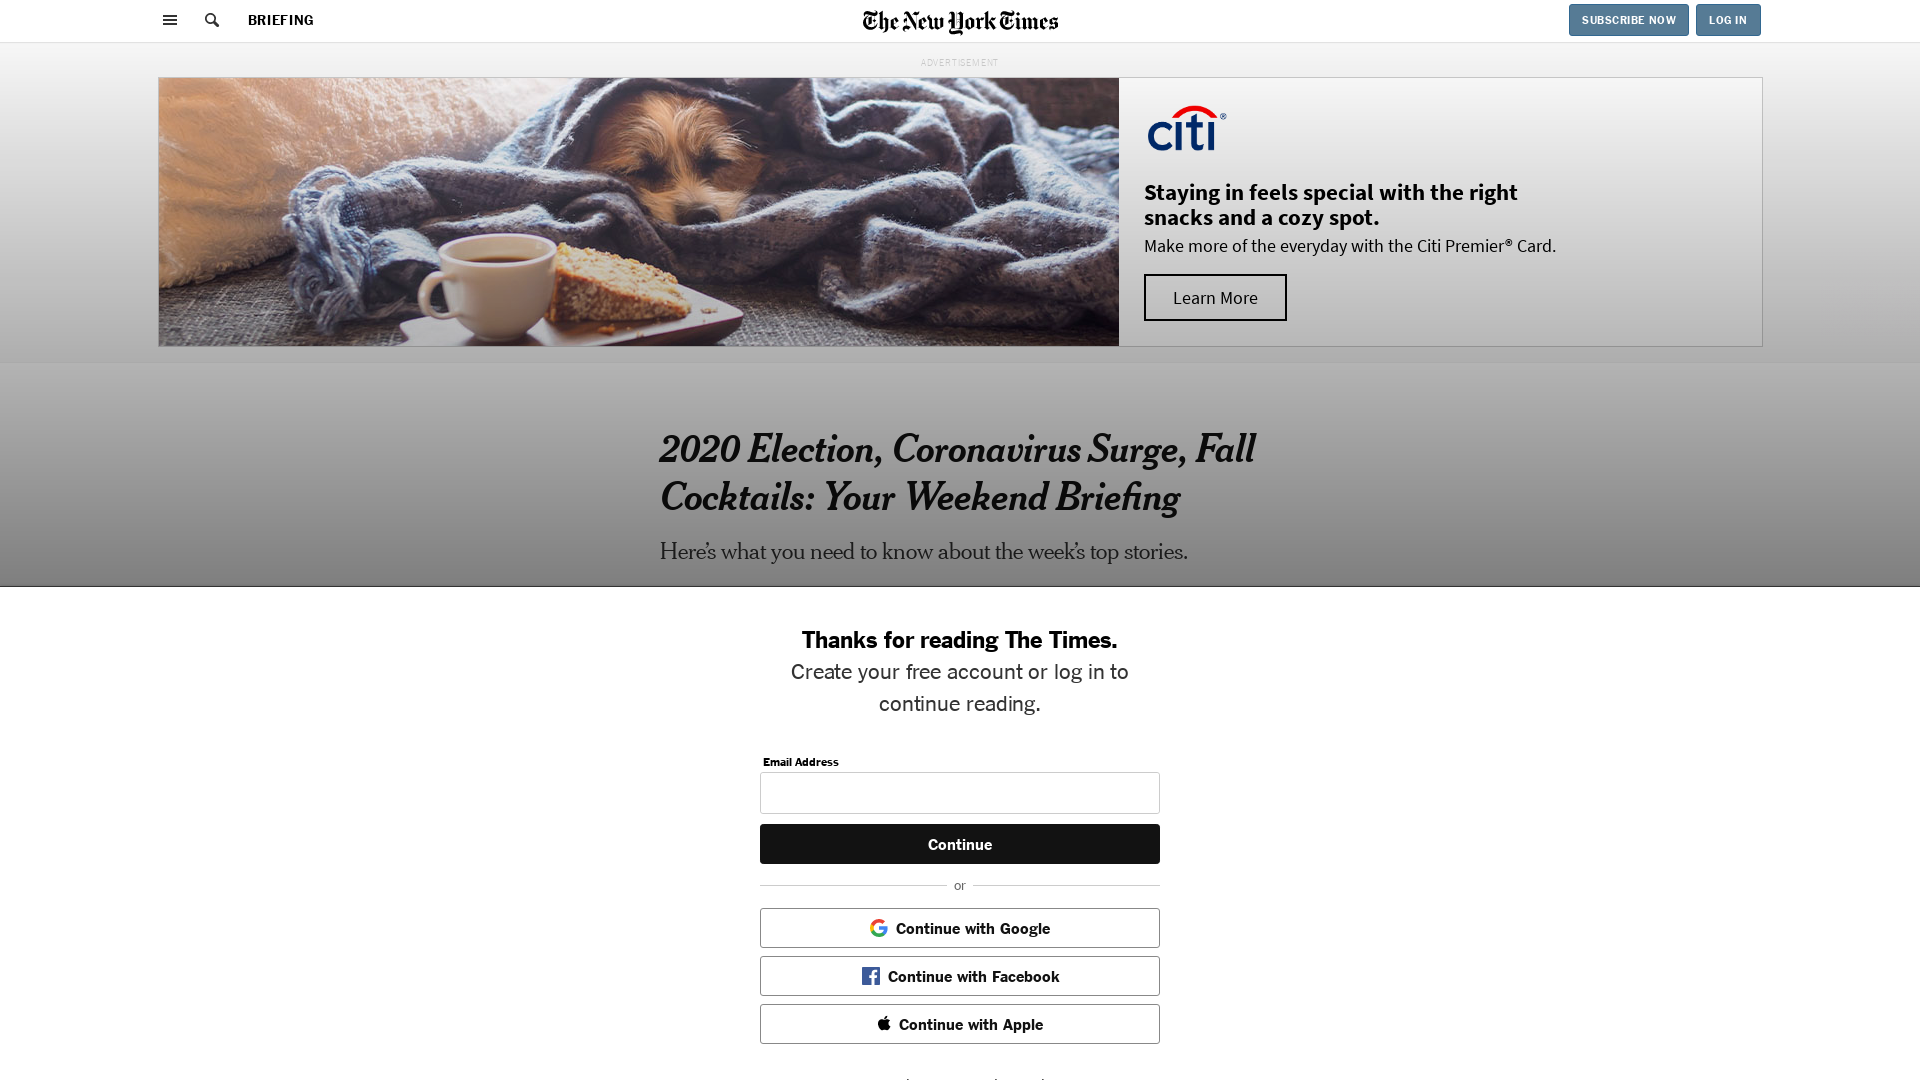 BRIEFING
The New York Times
SUBSCRIBE NOW
LOG IN
ADVERTISEMENT
citi®
Staying in feels special with the right
snacks and a cozy spot.
Make more of the everyday with the Citi Premier® Card.
Learn More
2020 Election, Coronavirus Surge, Fall
Cocktails: Your Weekend Briefing
Here’s what you need to know about the week’s top stories.
Thanks for reading The Times.
Create your free account or log in to
continue reading.
Email Address
Continue
or
Continue with Google
Continue with Facebook
Continue with Apple